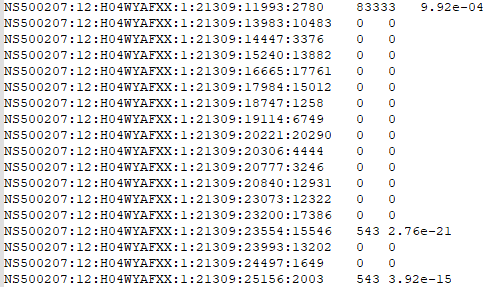 NS500207:12:H04WYAFXX:1:21309:11993:2780 83333 9.92e-04
NS500207:12:H04WYAFXX:1:21309:13983:10483 0 0
NS500207:12:H04WYAFXX:1:21309:14447:3376 0 0
NS500207:12:H04WYAFXX:1:21309:15240:13882 0 0
NS500207:12:H04WYAFXX:1:21309:16665:17761 0 0
NS500207:12:H04WYAFXX:1:21309:17984:15012 0 0
NS500207:12:H04WYAFXX:1:21309:18747:1258 0 0
NS500207:12:H04WYAFXX:1:21309:19114:6749 0 0
NS500207:12:H04WYAFXX:1:21309:20221:20290 0 0
NS500207:12:H04WYAFXX:1:21309:20306:4444 0 0
NS500207:12:H04WYAFXX:1:21309:20777:3246 0 0
NS500207:12:H04WYAFXX:1:21309:20840:12931 0 0
NS500207:12:H04WYAFXX:1:21309:23073:12322 0 0
NS500207:12:H04WYAFXX:1:21309:23200:17386 0 0
NS500207:12:H04WYAFXX:1:21309:23554:15546 543 2.76e-21
NS500207:12:H04WYAFXX:1:21309:23993:13202 0 0
NS500207:12:H04WYAFXX:1:21309:24497:1649 0 0
NS500207:12:H04WYAFXX:1:21309:25156:2003 543 3.92e-15